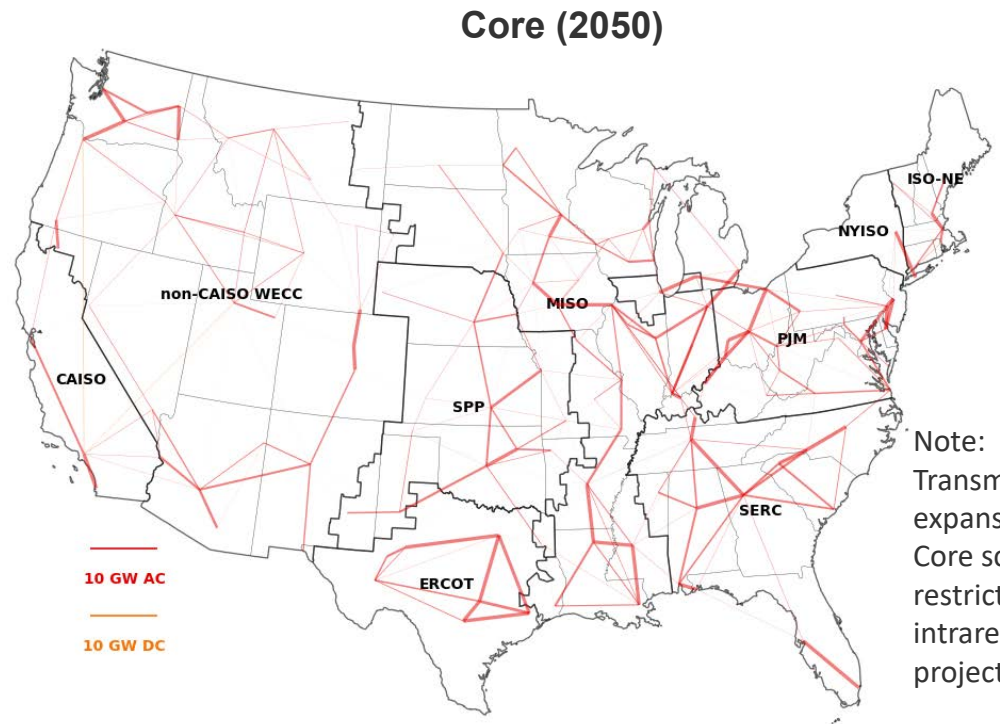 Core (2050)
ISO-NE
NYISO
non-CAISO WECC
MISO
PJM
CAISO
SPP
Note:
SERC
ERCOT
10 GW AC
10 GW DC